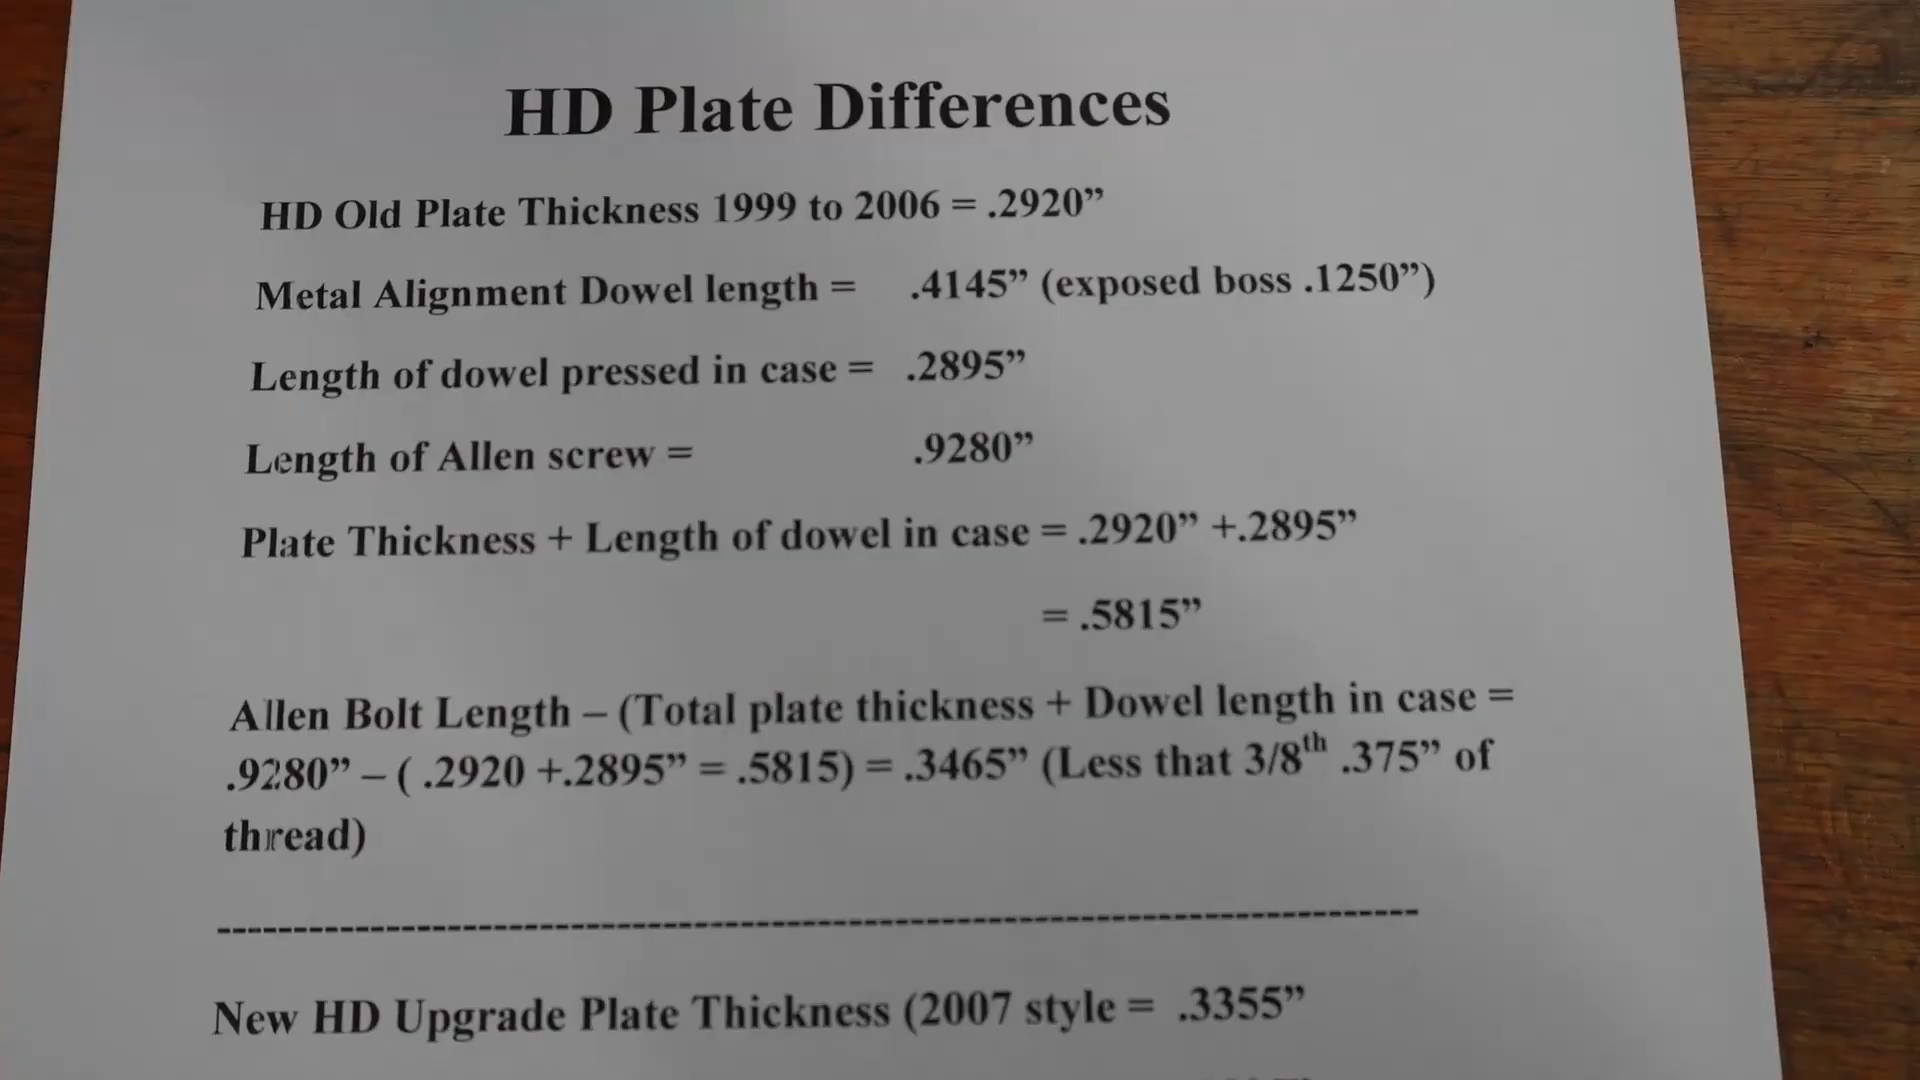 HD Plate Differences
HD Old Plate Thickness 1999 to 2006 = .2920”
Metal Alignment Dowel length = .4145” (exposed boss .1250”)
Length of dowel pressed in case = .2895”
Length of Allen screw = .9280”
Plate Thickness + Length of dowel in case = .2920” +.2895”
= .5815”
Allen Bolt Length – (Total plate thickness + Dowel length in case =
.9280” – ( .2920 +.2895” = .5815) = .3465” (Less that 3/8th .375” of
thread)
--------------------------------------------------------------------------------
New HD Upgrade Plate Thickness (2007 style = .3355”